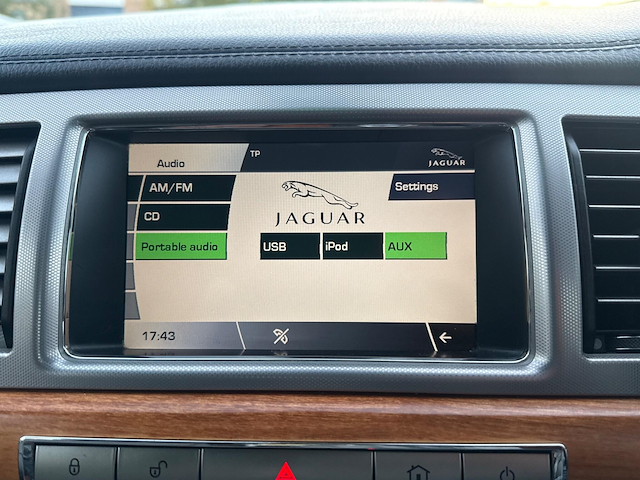 Audio
TP
JAGUAR
AM/FM
Settings
CD
JAGUAR
Portable audio
USB
iPod
AUX
17:43